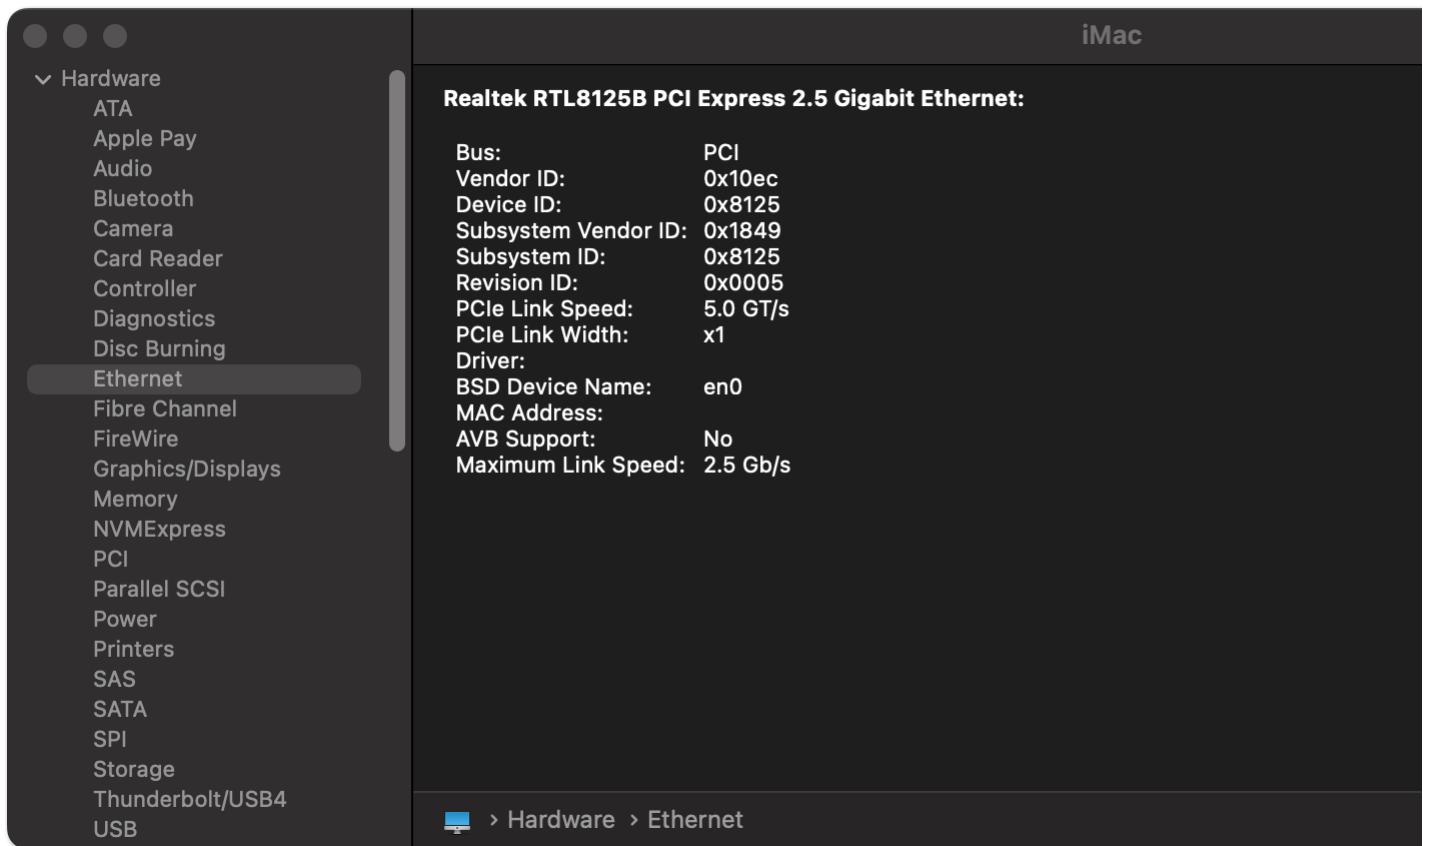 iMac
Hardware
ATA
Apple Pay
Audio
Bluetooth
Camera
Card Reader
Controller
Diagnostics
Disc Burning
Ethernet
Fibre Channel
FireWire
Graphics/Displays
Memory
NVMExpress
PCI
Parallel SCSI
Power
Printers
SAS
SATA
SPI
Storage
Thunderbolt/USB4
USB
Realtek RTL8125B PCI Express 2.5 Gigabit Ethernet:
Bus: PCI
Vendor ID: 0x10ec
Device ID: 0x8125
Subsystem Vendor ID: 0x1849
Subsystem ID: 0x8125
Revision ID: 0x0005
PCIe Link Speed: 5.0 GT/s
PCIe Link Width: x1
Driver:
BSD Device Name: en0
MAC Address:
AVB Support: No
Maximum Link Speed: 2.5 Gb/s
› Hardware › Ethernet